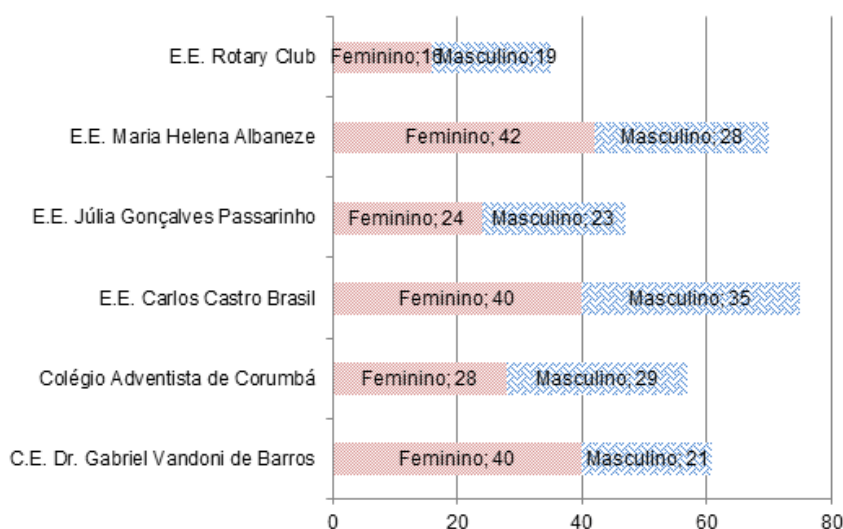 E.E. Rotary Club
Feminino; 16
Masculino; 19
E.E. Maria Helena Albaneze
Feminino; 42
Masculino; 28
E.E. Júlia Gonçalves Passarinho
Feminino; 24
Masculino; 23
E.E. Carlos Castro Brasil
Feminino; 40
Masculino; 35
Colégio Adventista de Corumbá
Feminino; 28
Masculino; 29
C.E. Dr. Gabriel Vandoni de Barros
Feminino; 40
Masculino; 21
0 20 40 60 80